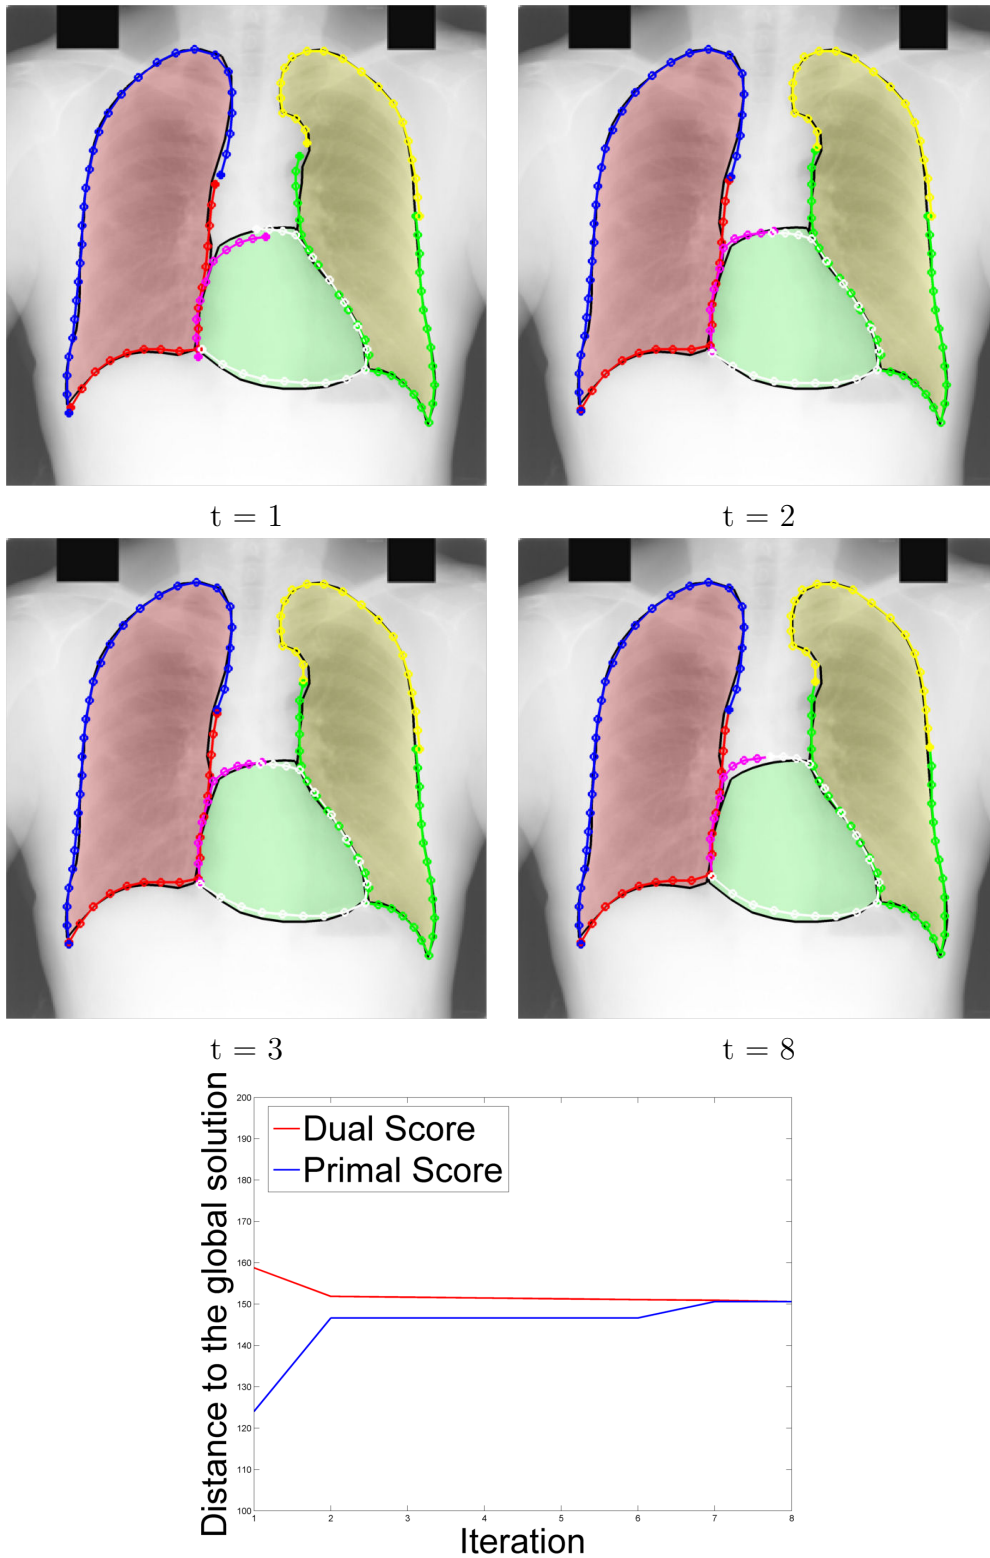 t = 1
t = 2
t = 3
t = 8
Distance to the global solution
200
190
180
170
160
150
140
130
120
110
100
Dual Score
Primal Score
1 2 3 4 5 6 7 8
Iteration